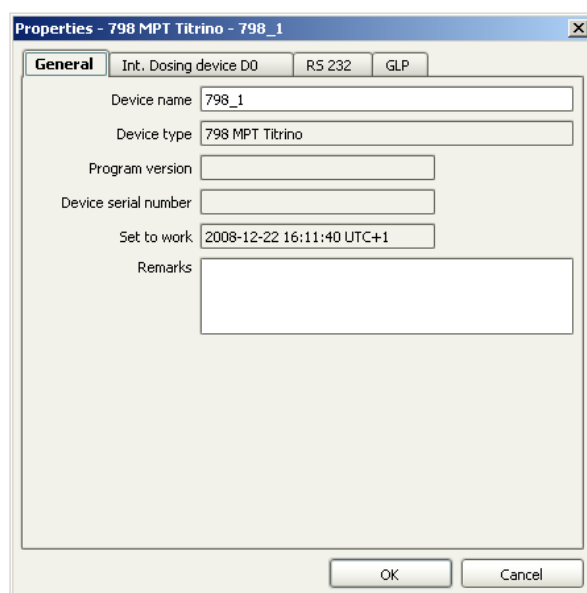 Properties - 798 MPT Titrino - 798_1
General Int. Dosing device D0 RS 232 GLP
Device name 798_1
Device type 798 MPT Titrino
Program version
Device serial number
Set to work 2008-12-22 16:11:40 UTC+1
Remarks
OK Cancel